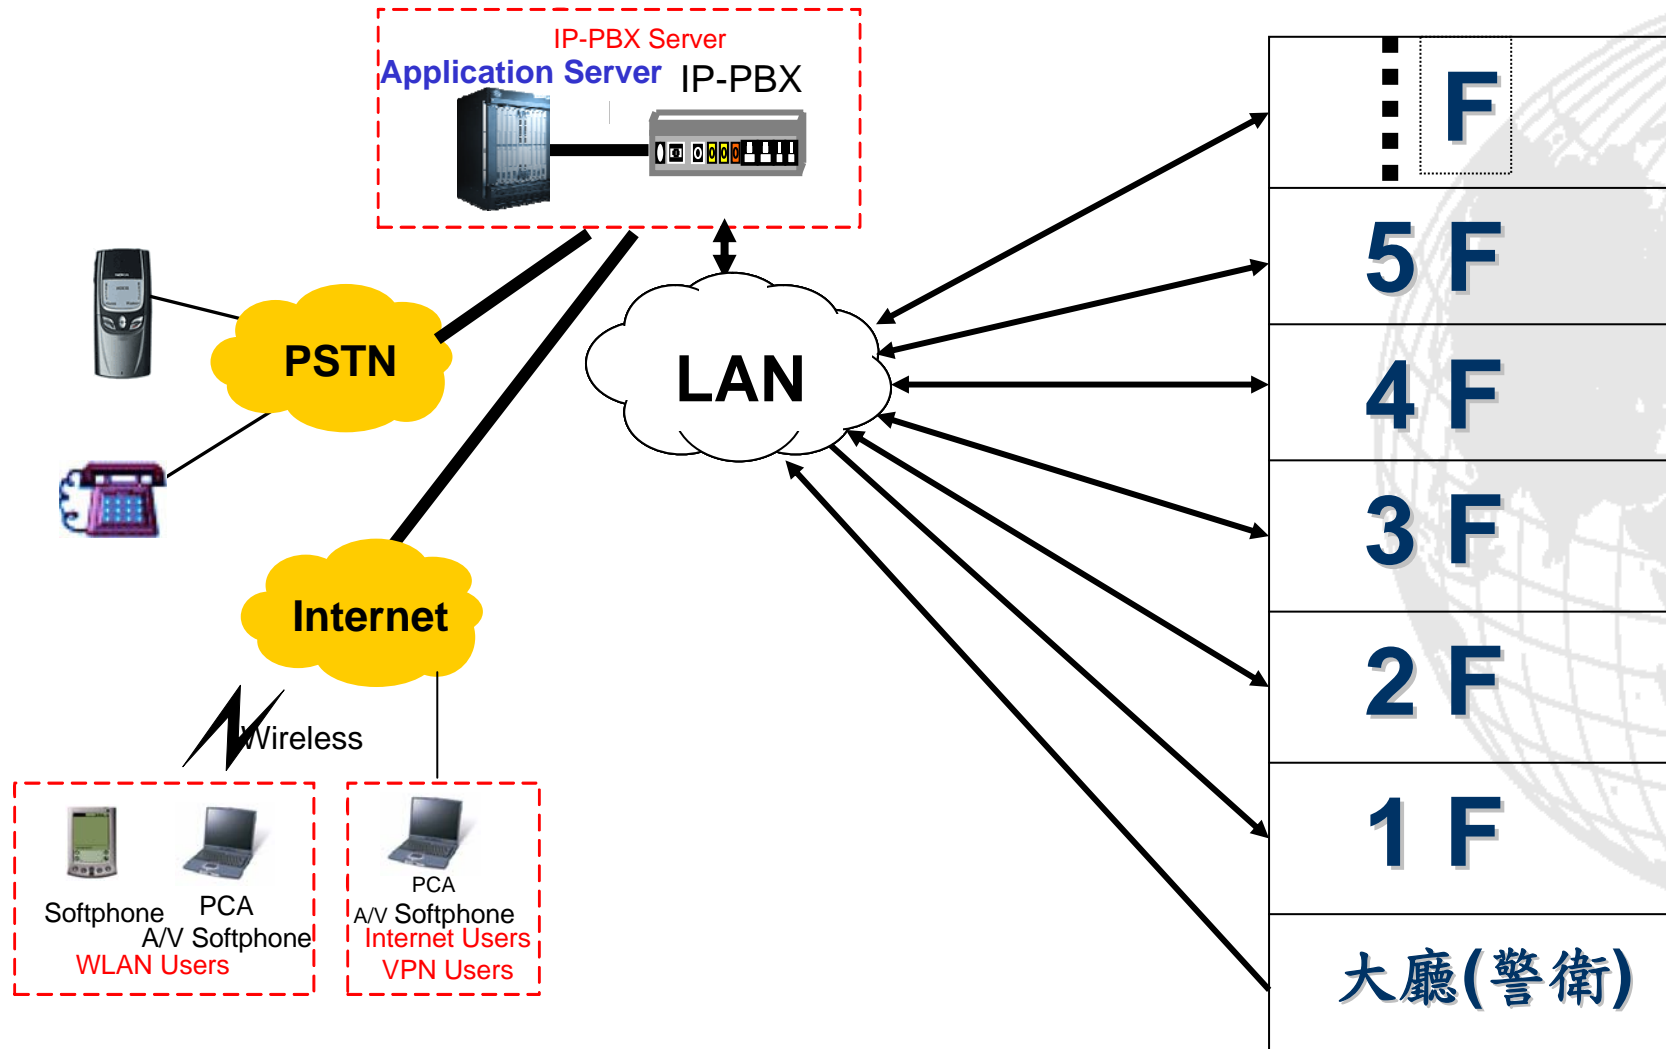 IP-PBX Server
Application Server
IP-PBX
F
5 F
PSTN
LAN
4 F
3 F
Internet
2 F
Wireless
1 F
Softphone
PCA
A/V Softphone
WLAN Users
PCA
A/V Softphone
Internet Users
VPN Users
大廳(警衛)